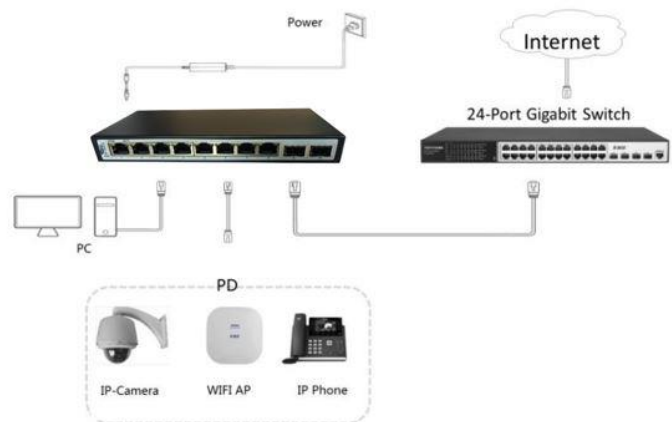 Power
Internet
24-Port Gigabit Switch
PC
PD
IP-Camera
WIFI AP
IP Phone